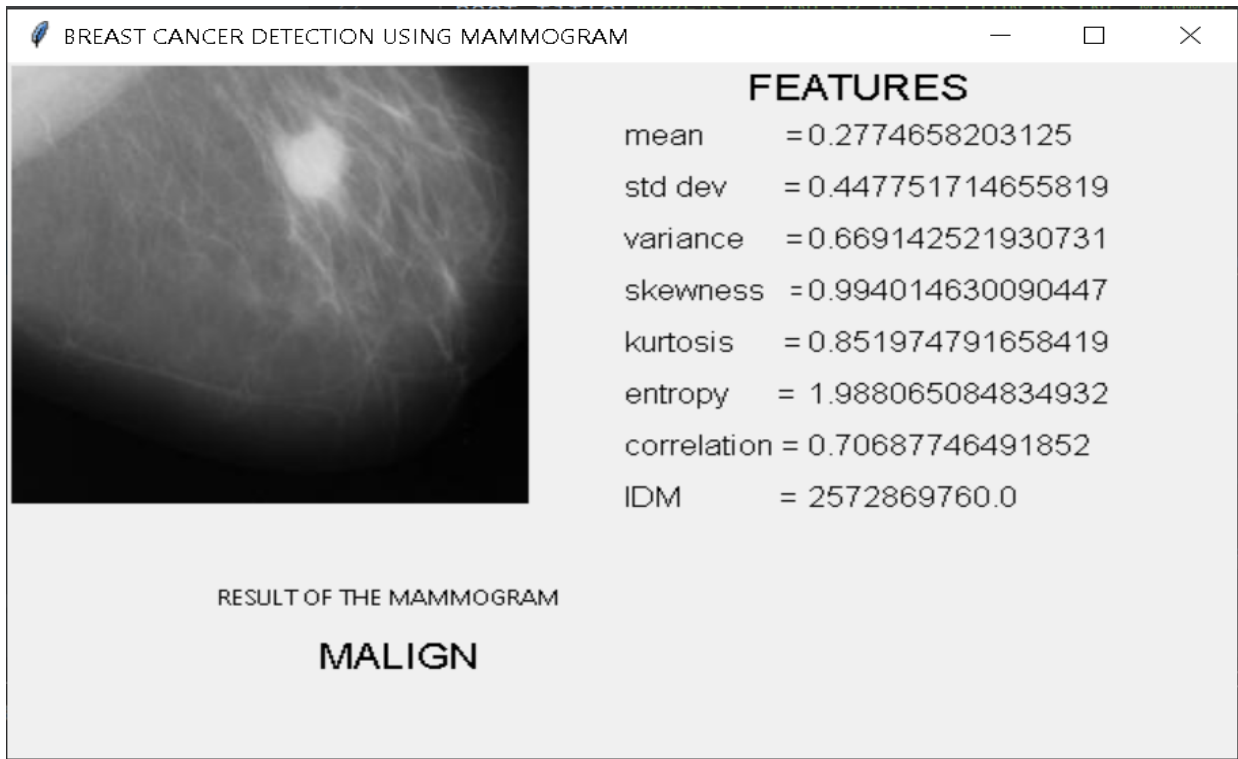 BREAST CANCER DETECTION USING MAMMOGRAM
FEATURES
mean = 0.2774658203125
std dev = 0.447751714655819
variance = 0.669142521930731
skewness = 0.994014630090447
kurtosis = 0.851974791658419
entropy = 1.988065084834932
correlation = 0.70687746491852
IDM = 2572869760.0
RESULT OF THE MAMMOGRAM
MALIGN